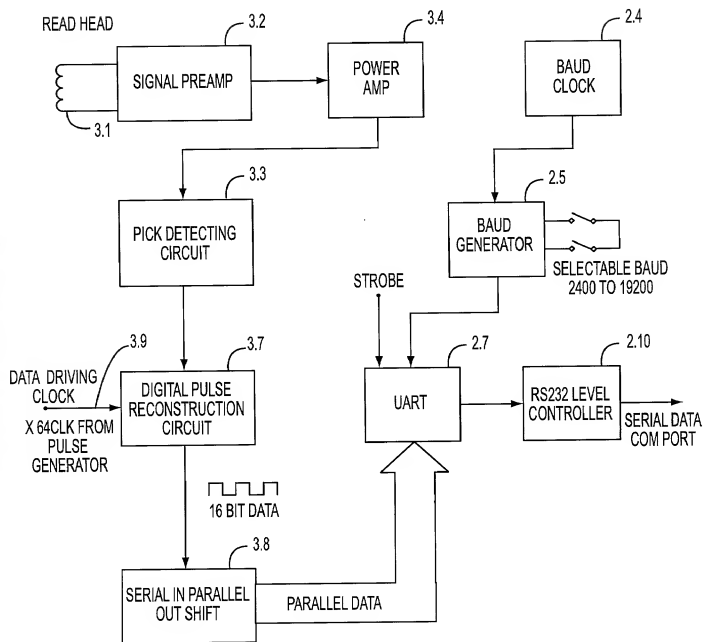 READ HEAD
3.1
3.2
SIGNAL PREAMP
3.4
POWER
AMP
2.4
BAUD
CLOCK
3.3
PICK DETECTING
CIRCUIT
2.5
BAUD
GENERATOR
SELECTABLE BAUD
2400 TO 19200
STROBE
3.9
DATA DRIVING
CLOCK
X 64CLK FROM
PULSE
GENERATOR
3.7
DIGITAL PULSE
RECONSTRUCTION
CIRCUIT
2.7
UART
2.10
RS232 LEVEL
CONTROLLER
SERIAL DATA
COM PORT
16 BIT DATA
3.8
SERIAL IN PARALLEL
OUT SHIFT
PARALLEL DATA